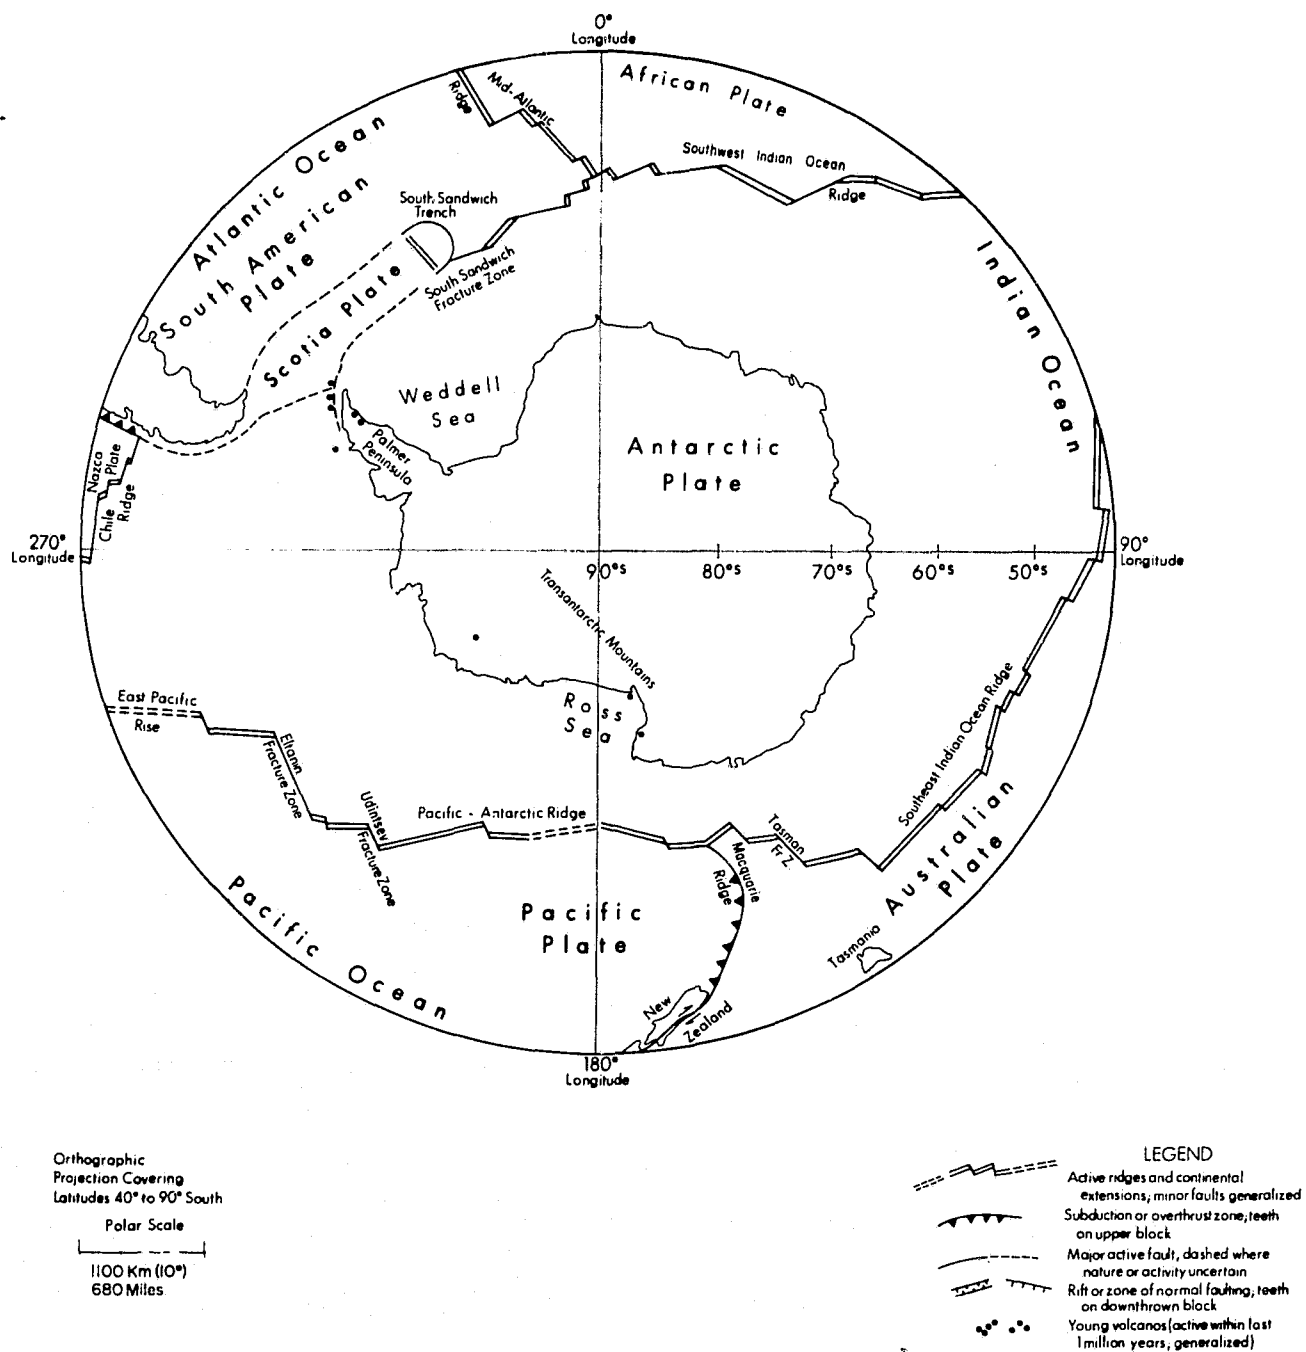 0°
Longitude
African Plate
Mid-Atlantic
Ridge
Southwest Indian Ocean
Ridge
Atlantic Ocean
South American
Plate
South Sandwich
Trench
South Sandwich
Fracture Zone
Scotia Plate
Indian Ocean
Weddell
Sea
Palmer
Peninsula
Antarctic
Plate
Nazca
Plate
Chile
Ridge
270°
Longitude
90°
Longitude
90°S
80°S
70°S
60°S
50°S
Transantarctic Mountains
Ross
Sea
East Pacific
Rise
Eltanin
Fracture Zone
Udintsev
Fracture Zone
Pacific - Antarctic Ridge
Tasman
Fr Z
Macquarie
Ridge
Southeast Indian Ocean Ridge
Australian
Plate
Pacific
Plate
Pacific Ocean
Tasmania
New
Zealand
180°
Longitude
Orthographic
Projection Covering
Latitudes 40° to 90° South
Polar Scale
1100 Km (10°)
680 Miles
LEGEND
Active ridges and continental
extensions; minor faults generalized
Subduction or overthrust zone; teeth
on upper block
Major active fault, dashed where
nature or activity uncertain
Rift or zone of normal faulting; teeth
on downthrown block
Young volcanos (active within last
1 million years; generalized)